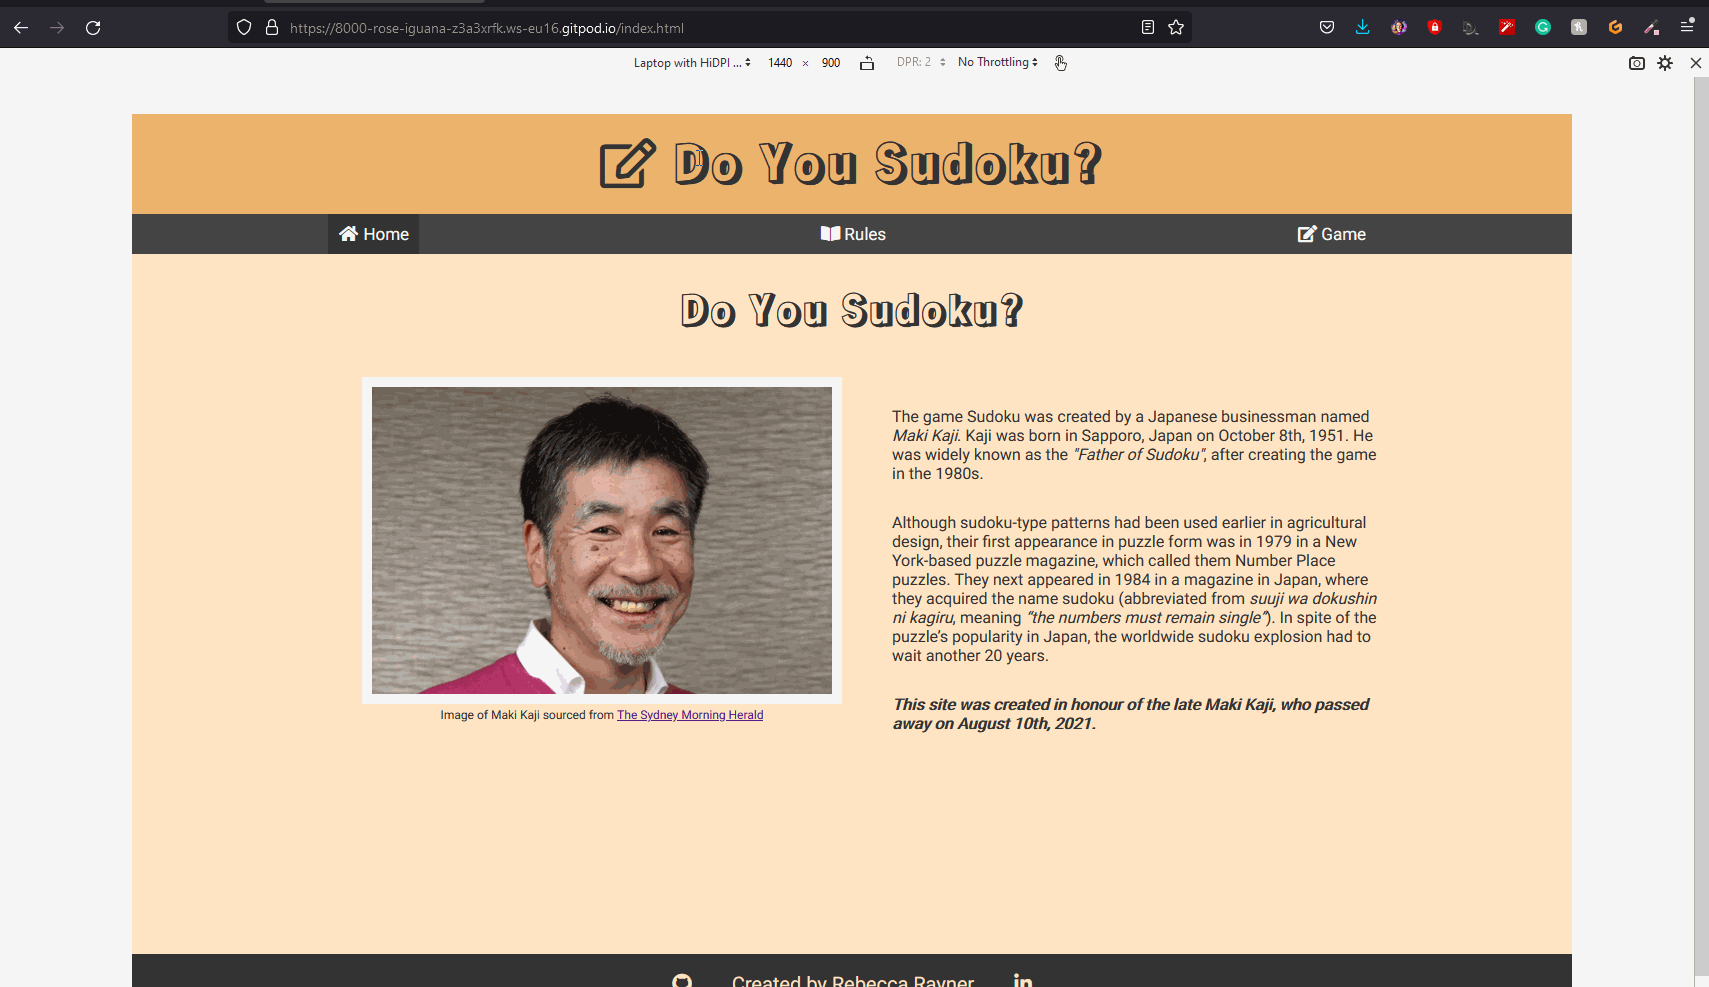 https://8000-rose-iguana-z3a3xrfk.ws-eu16.gitpod.io/index.html
Laptop with HiDPI ... 1440 × 900 DPR: 2 No Throttling
Do You Sudoku?
Home Rules Game
Do You Sudoku?
The game Sudoku was created by a Japanese businessman named
Maki Kaji. Kaji was born in Sapporo, Japan on October 8th, 1951. He
was widely known as the "Father of Sudoku", after creating the game
in the 1980s.
Although sudoku-type patterns had been used earlier in agricultural
design, their first appearance in puzzle form was in 1979 in a New
York-based puzzle magazine, which called them Number Place
puzzles. They next appeared in 1984 in a magazine in Japan, where
they acquired the name sudoku (abbreviated from suuji wa dokushin
ni kagiru, meaning “the numbers must remain single”). In spite of the
puzzle’s popularity in Japan, the worldwide sudoku explosion had to
wait another 20 years.
This site was created in honour of the late Maki Kaji, who passed
away on August 10th, 2021.
Image of Maki Kaji sourced from The Sydney Morning Herald
Created by Rebecca Rayner in